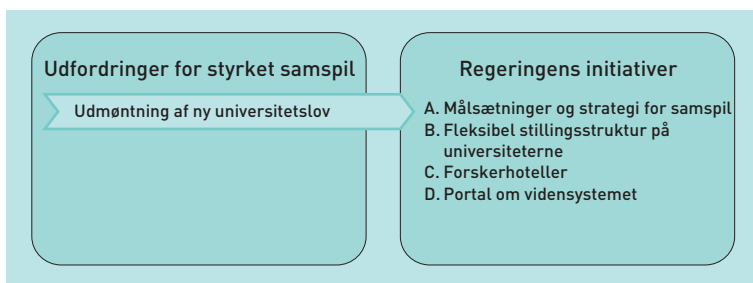 Udfordringer for styrket samspil
Udmøntning af ny universitetslov
Regeringens initiativer
A. Målsætninger og strategi for samspil
B. Fleksibel stillingsstruktur på
universiteterne
C. Forskerhoteller
D. Portal om vidensystemet